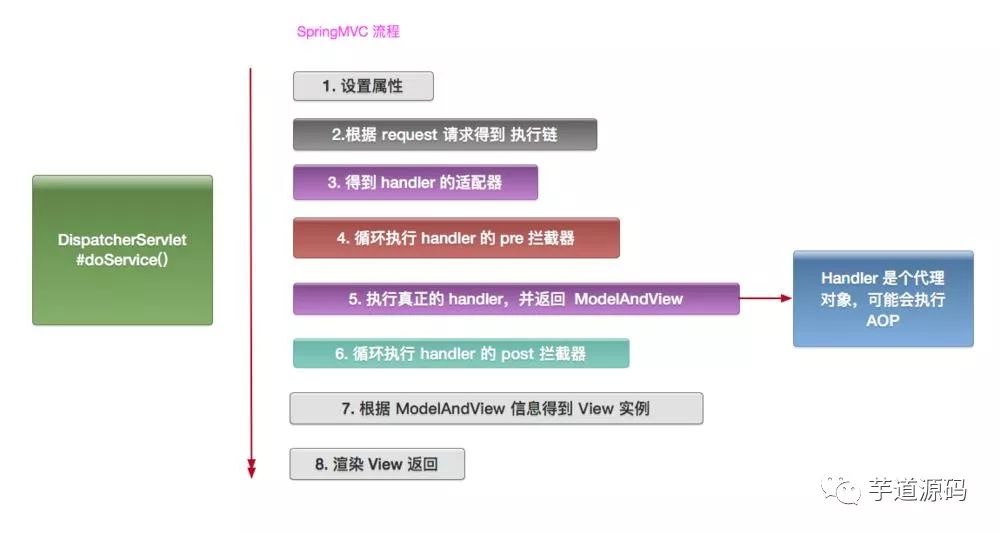 SpringMVC 流程
1. 设置属性
2.根据 request 请求得到 执行链
3. 得到 handler 的适配器
4. 循环执行 handler 的 pre 拦截器
DispatcherServlet
#doService()
5. 执行真正的 handler，并返回 ModelAndView
Handler 是个代理
对象，可能会执行
AOP
6. 循环执行 handler 的 post 拦截器
7. 根据 ModelAndView 信息得到 View 实例
8. 渲染 View 返回
芋道源码